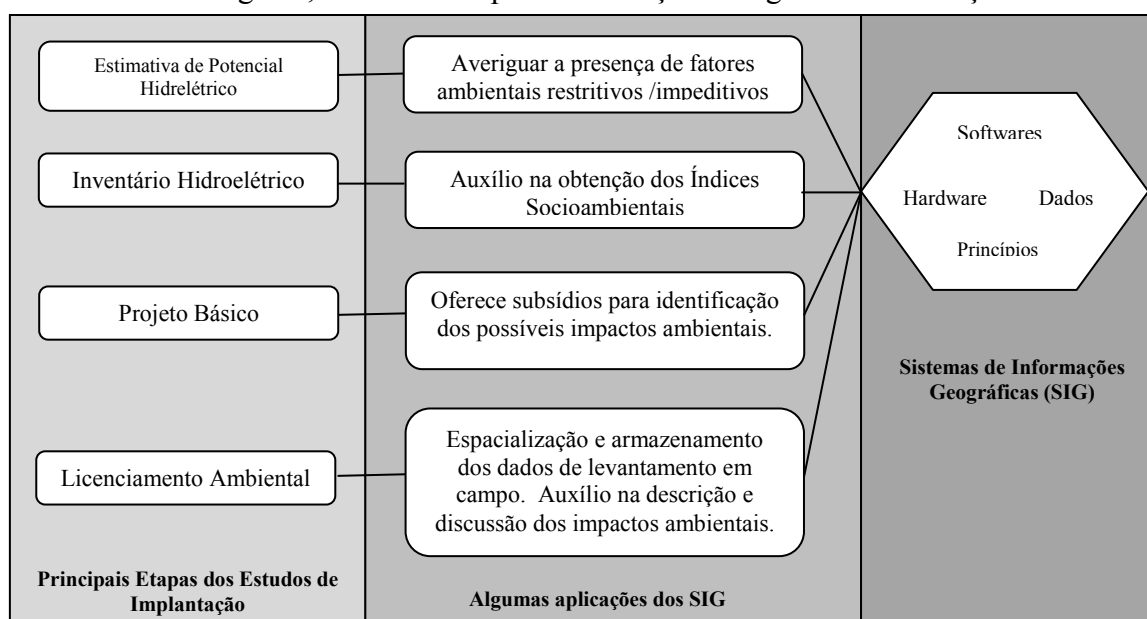 Estimativa de Potencial
Hidrelétrico
Averiguar a presença de fatores
ambientais restritivos /impeditivos
Softwares
Inventário Hidroelétrico
Auxílio na obtenção dos Índices
Socioambientais
Hardware Dados
Princípios
Projeto Básico
Oferece subsídios para identificação
dos possíveis impactos ambientais.
Sistemas de Informações
Geográficas (SIG)
Licenciamento Ambiental
Espacialização e armazenamento
dos dados de levantamento em
campo. Auxílio na descrição e
discussão dos impactos ambientais.
Principais Etapas dos Estudos de
Implantação
Algumas aplicações dos SIG